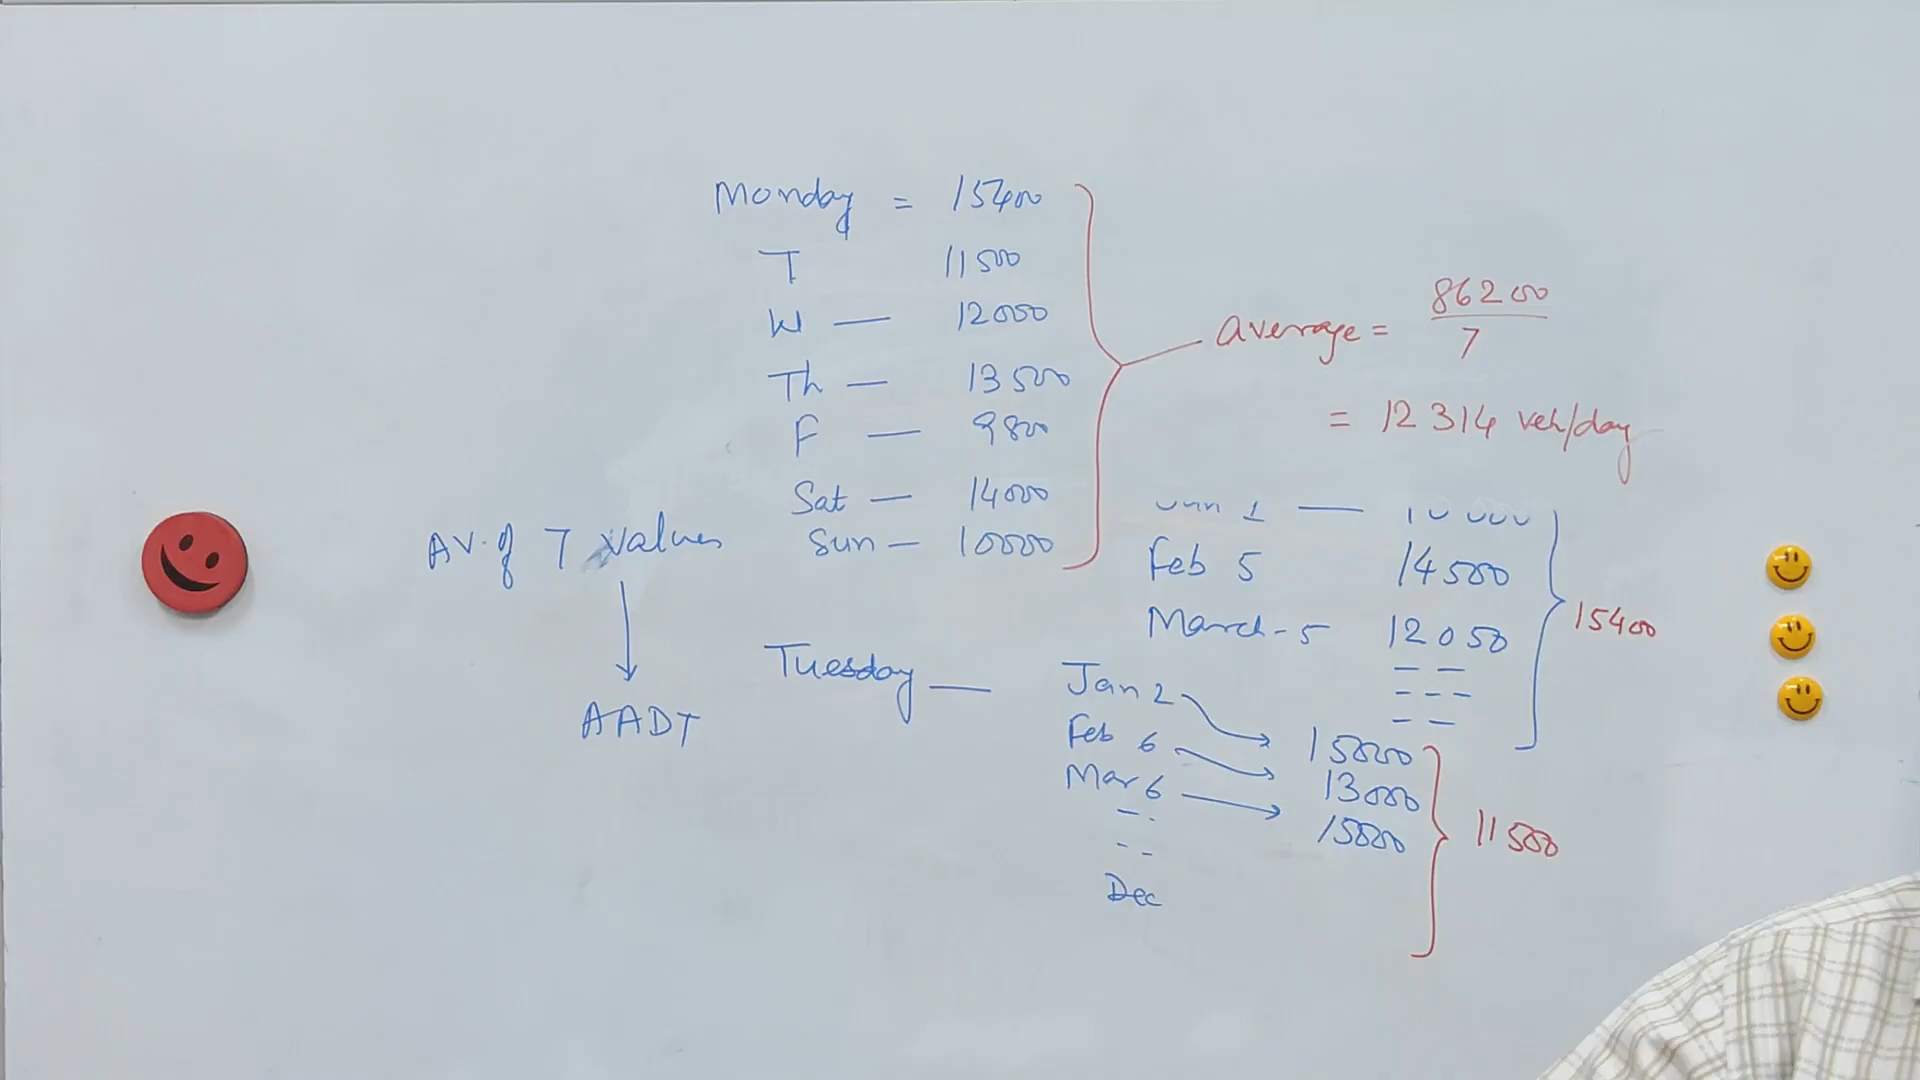 Monday = 15400
T 11500
W — 12000
Th — 13500
F — 9800
Sat — 14000
Sun — 10000
average = 86200
7
= 12314 veh/day
AV. of 7 values
AADT
1 —
Feb 5 14500
March - 5 12050
15400
Tuesday — Jan 2 15000
Feb 6 13000
Mar 6 15000
Dec
11500